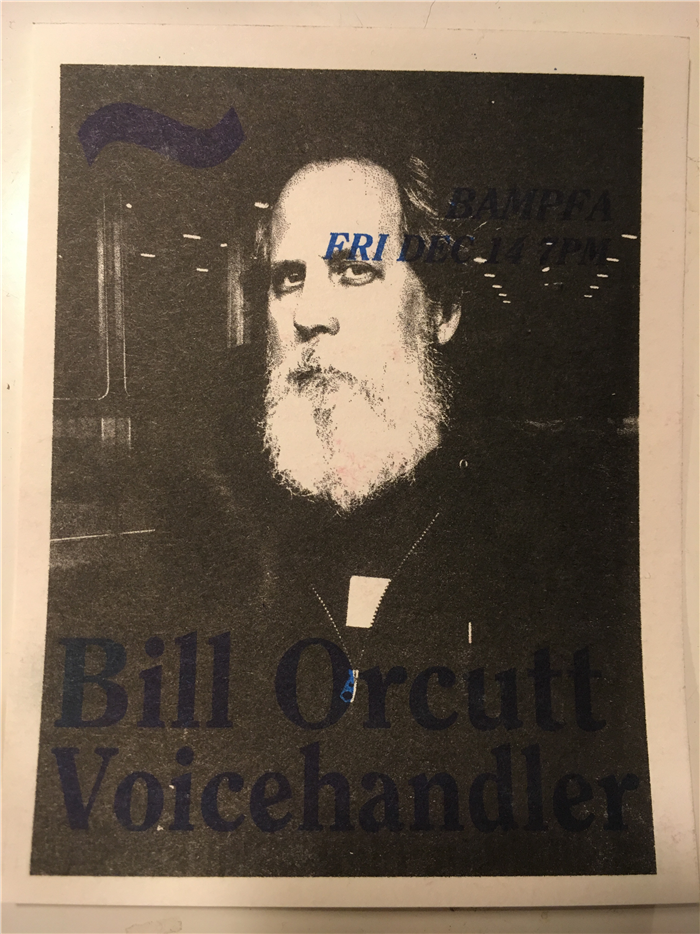 BAMPFA
FRI DEC 14 7PM
Bill Orcutt
Voicehandler